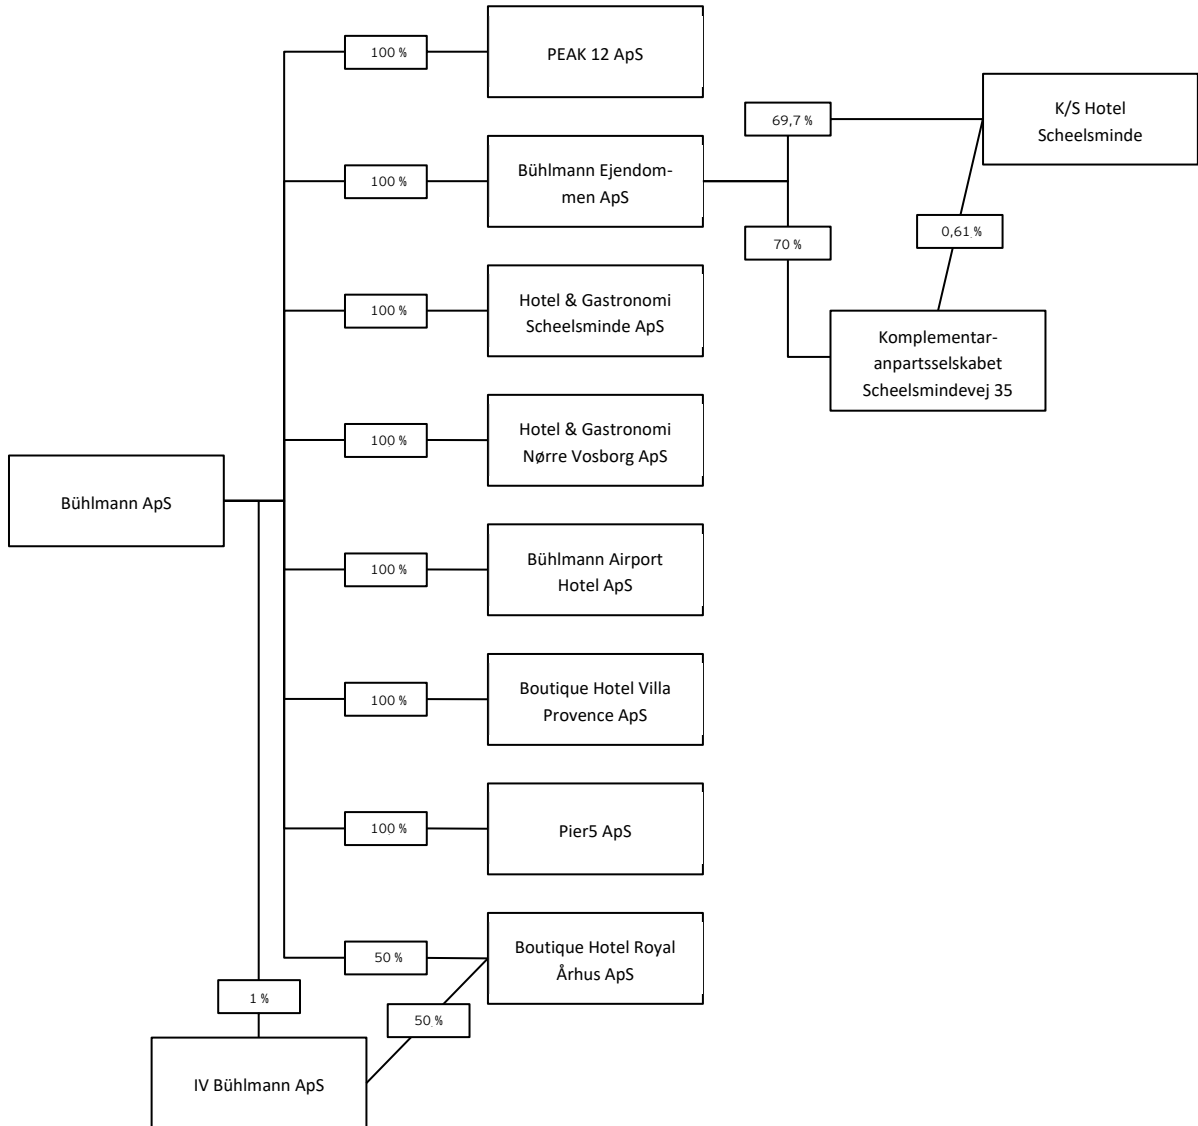 100 %
PEAK 12 ApS
69,7 %
K/S Hotel
Scheelsminde
100 %
Bühlmann Ejendom-
men ApS
0,61 %
70 %
100 %
Hotel & Gastronomi
Scheelsminde ApS
Komplementar-
anpartsselskabet
Scheelsmindevej 35
100 %
Hotel & Gastronomi
Nørre Vosborg ApS
Bühlmann ApS
100 %
Bühlmann Airport
Hotel ApS
100 %
Boutique Hotel Villa
Provence ApS
100 %
Pier5 ApS
50 %
Boutique Hotel Royal
Århus ApS
1 %
50 %
IV Bühlmann ApS